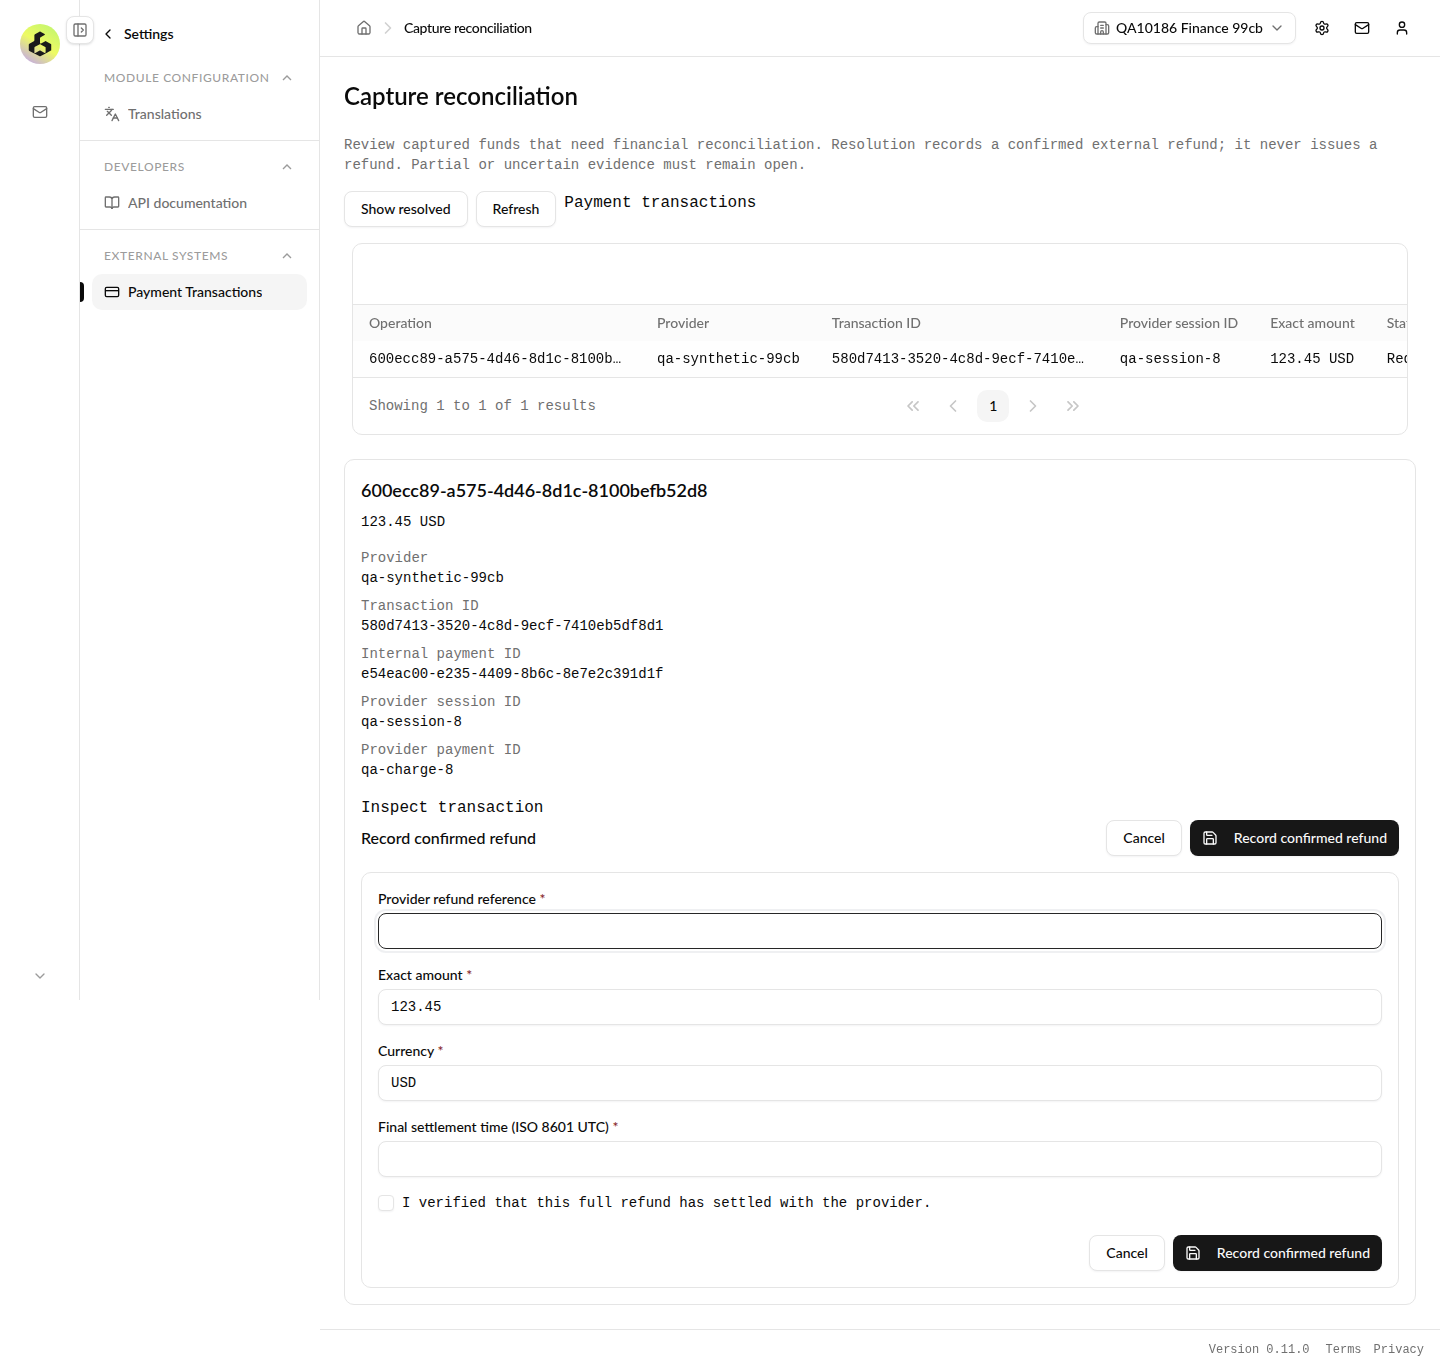 Settings
MODULE CONFIGURATION
Translations
DEVELOPERS
API documentation
EXTERNAL SYSTEMS
Payment Transactions
Capture reconciliation
QA10186 Finance 99cb
Capture reconciliation
Review captured funds that need financial reconciliation. Resolution records a confirmed external refund; it never issues a
refund. Partial or uncertain evidence must remain open.
Show resolved
Refresh
Payment transactions
Operation Provider Transaction ID Provider session ID Exact amount
600ecc89-a575-4d46-8d1c-8100b… qa-synthetic-99cb 580d7413-3520-4c8d-9ecf-7410e… qa-session-8 123.45 USD
Showing 1 to 1 of 1 results
1
600ecc89-a575-4d46-8d1c-8100befb52d8
123.45 USD
Provider
qa-synthetic-99cb
Transaction ID
580d7413-3520-4c8d-9ecf-7410eb5df8d1
Internal payment ID
e54eac00-e235-4409-8b6c-8e7e2c391d1f
Provider session ID
qa-session-8
Provider payment ID
qa-charge-8
Inspect transaction
Record confirmed refund
Cancel
Record confirmed refund
Provider refund reference *
Exact amount *
123.45
Currency *
USD
Final settlement time (ISO 8601 UTC) *
I verified that this full refund has settled with the provider.
Cancel
Record confirmed refund
Version 0.11.0 Terms Privacy